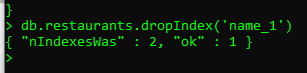 }
> db.restaurants.dropIndex('name_1')
{ "nIndexesWas" : 2, "ok" : 1 }
>